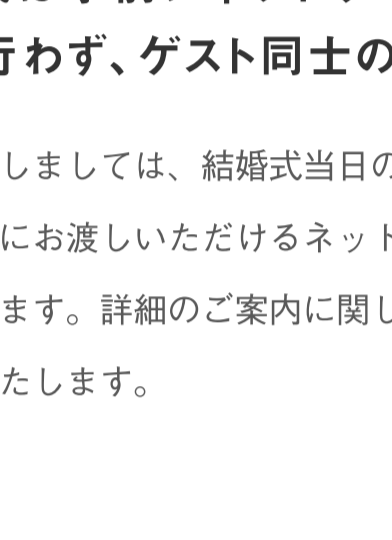 行わず、ゲスト同士の
しましては、結婚式当日の
にお渡しいただけるネット
ます。詳細のご案内に関し
たします。